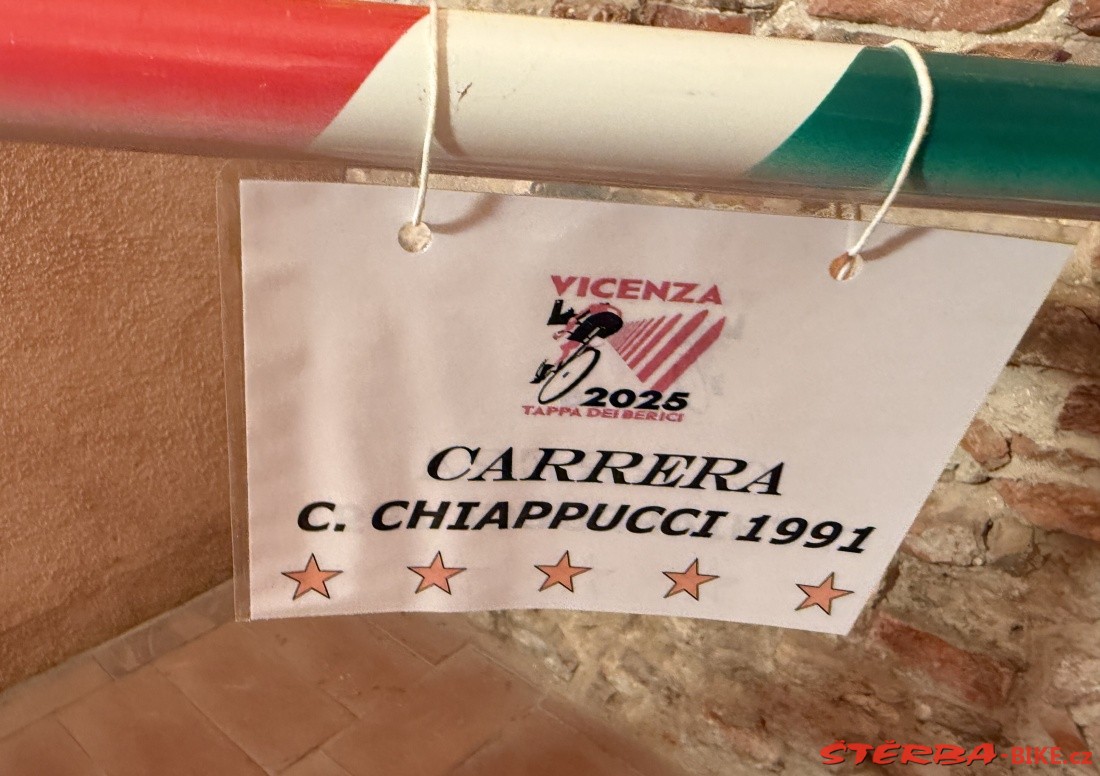 VICENZA
2025
TAPPA DEI BERICI
CARRERA
C. CHIAPPUCCI 1991
ŠTĚRBA-BIKE.cz